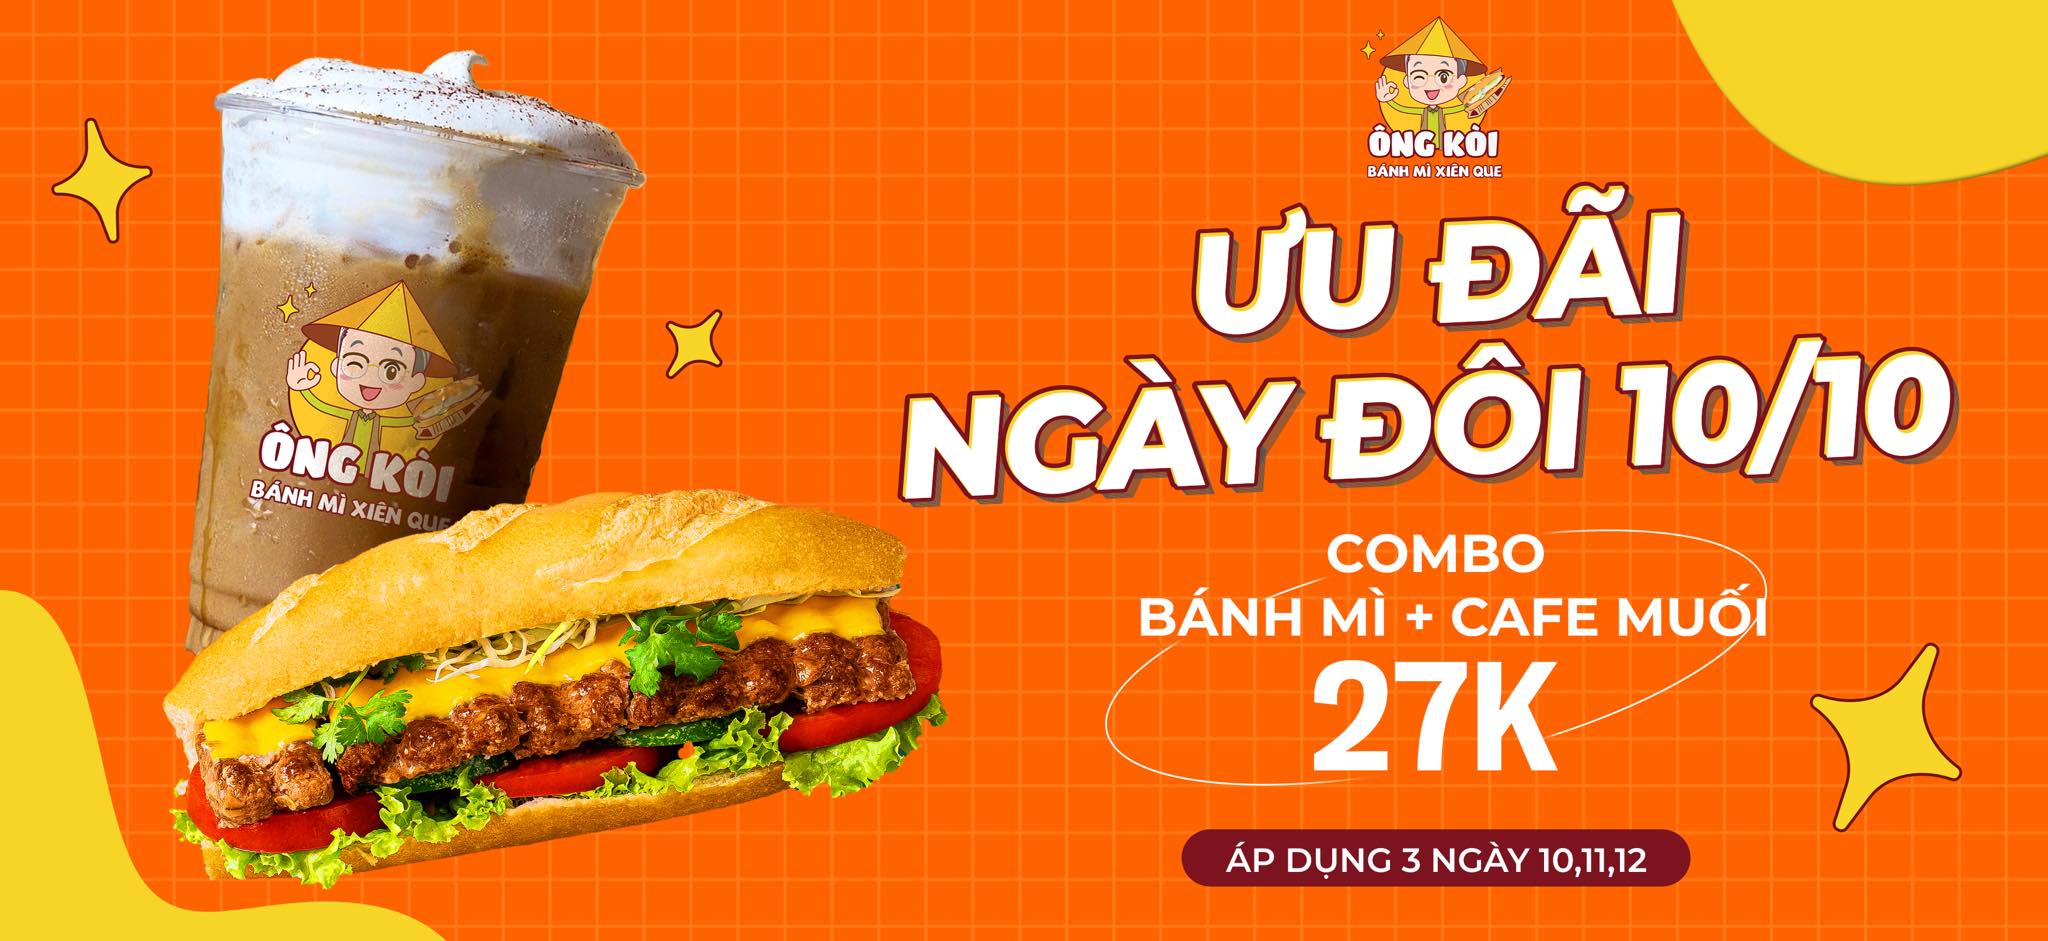 ÔNG KÒI
BÁNH MÌ XIÊN QUE
ƯU ĐÃI
NGÀY ĐÔI 10/10
COMBO
BÁNH MÌ + CAFE MUỐI
27K
ÁP DỤNG 3 NGÀY 10,11,12
ÔNG KÒI
BÁNH MÌ XIÊN QUE